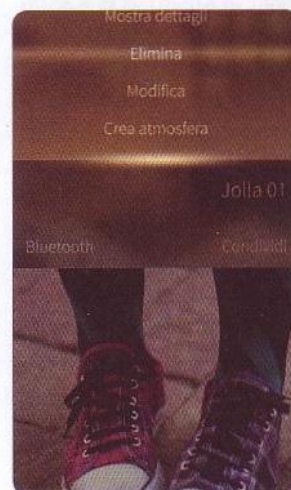 Mostra dettagli
Elimina
Modifica
Crea atmosfera
Jolla 01
Bluetooth Condividi